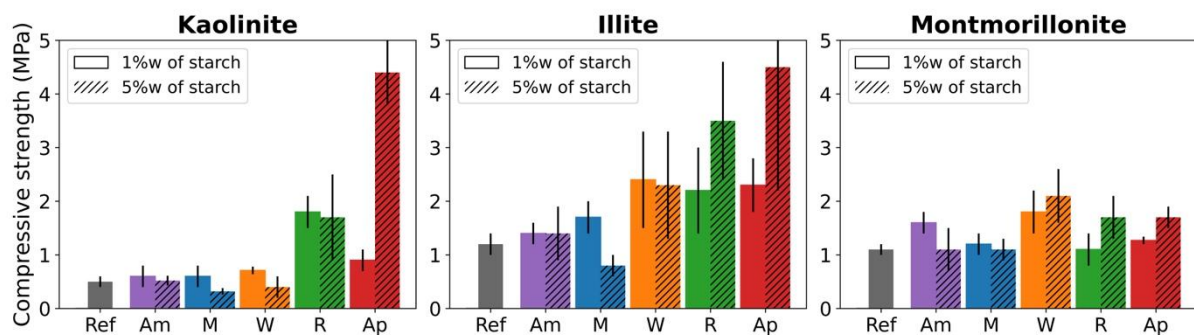 Kaolinite
Illite
Montmorillonite
Compressive strength (MPa)
5
4
3
2
1
0
1%w of starch
5%w of starch
Ref Am M W R Ap
5
4
3
2
1
0
1%w of starch
5%w of starch
Ref Am M W R Ap
5
4
3
2
1
0
1%w of starch
5%w of starch
Ref Am M W R Ap